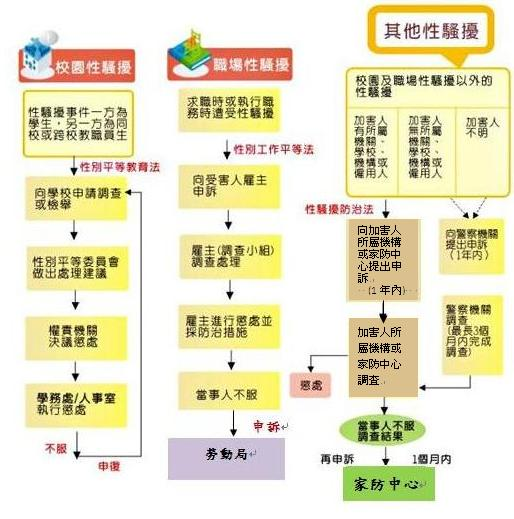 校園性騷擾
性騷擾事件一方為
學生，另一方為同
校或跨校教職員生
性別平等教育法
向學校申請調查
或檢舉
性別平等委員會
做出處理建議
權責機關
決議懲處
學務處/人事室
執行懲處
不服
申復
職場性騷擾
求職時或執行職
務時遭受性騷擾
性別工作平等法
向受害人雇主
申訴
雇主(調查小組)
調查處理
雇主進行懲處並
採防治措施
當事人不服
申訴
勞動局
其他性騷擾
校園及職場性騷擾以外的
性騷擾
加害人
有所屬
機關、
學校、
機構或
僱用人
加害人
無所屬
機關、
學校、
機構或
僱用人
加害人
不明
性騷擾防治法
向加害人
所屬機構
或家防中
心提出申
訴
(1年內)
向警察機關
提出申訴
(1年內)
加害人所
屬機構或
家防中心
調查
警察機關
調查
(最長3個
月內完成
調查)
懲處
當事人不服
調查結果
再申訴
1個月內
家防中心